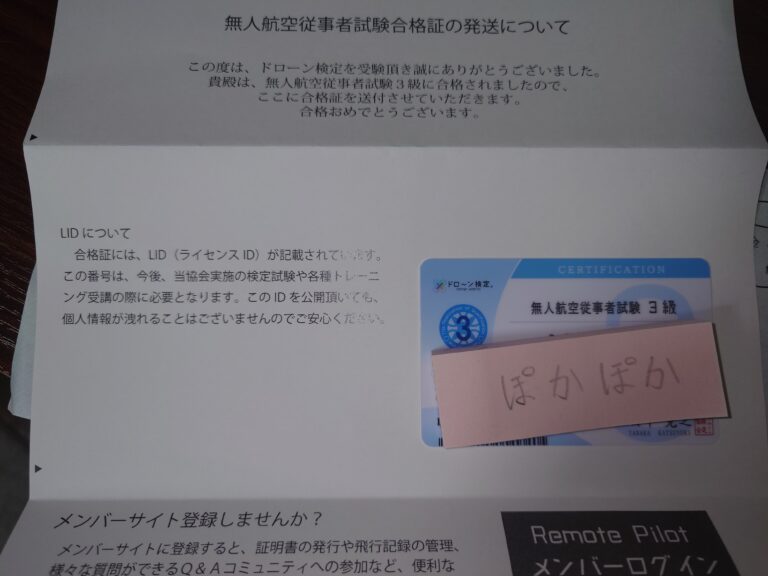 無人航空従事者試験合格証の発送について
この度は、ドローン検定を受験頂き誠にありがとうございました。
貴殿は、無人航空従事者試験３級に合格されましたので、
ここに合格証を送付させていただきます。
合格おめでとうございます。
LIDについて
合格証には、LID（ライセンスID）が記載されています。
この番号は、今後、当協会実施の検定試験や各種トレーニ
ング受講の際に必要となります。このIDを公開頂いても、
個人情報が洩れることはございませんのでご安心ください。
CERTIFICATION
ドローン検定。
無人航空従事者試験 3級
3
ぽかぽか
TANAKA KATSUYUKI
メンバーサイト登録しませんか？
メンバーサイトに登録すると、証明書の発行や飛行記録の管理、
様々な質問ができるＱ＆Ａコミュニティへの参加など、便利な
Remote Pilot
メンバーログイン